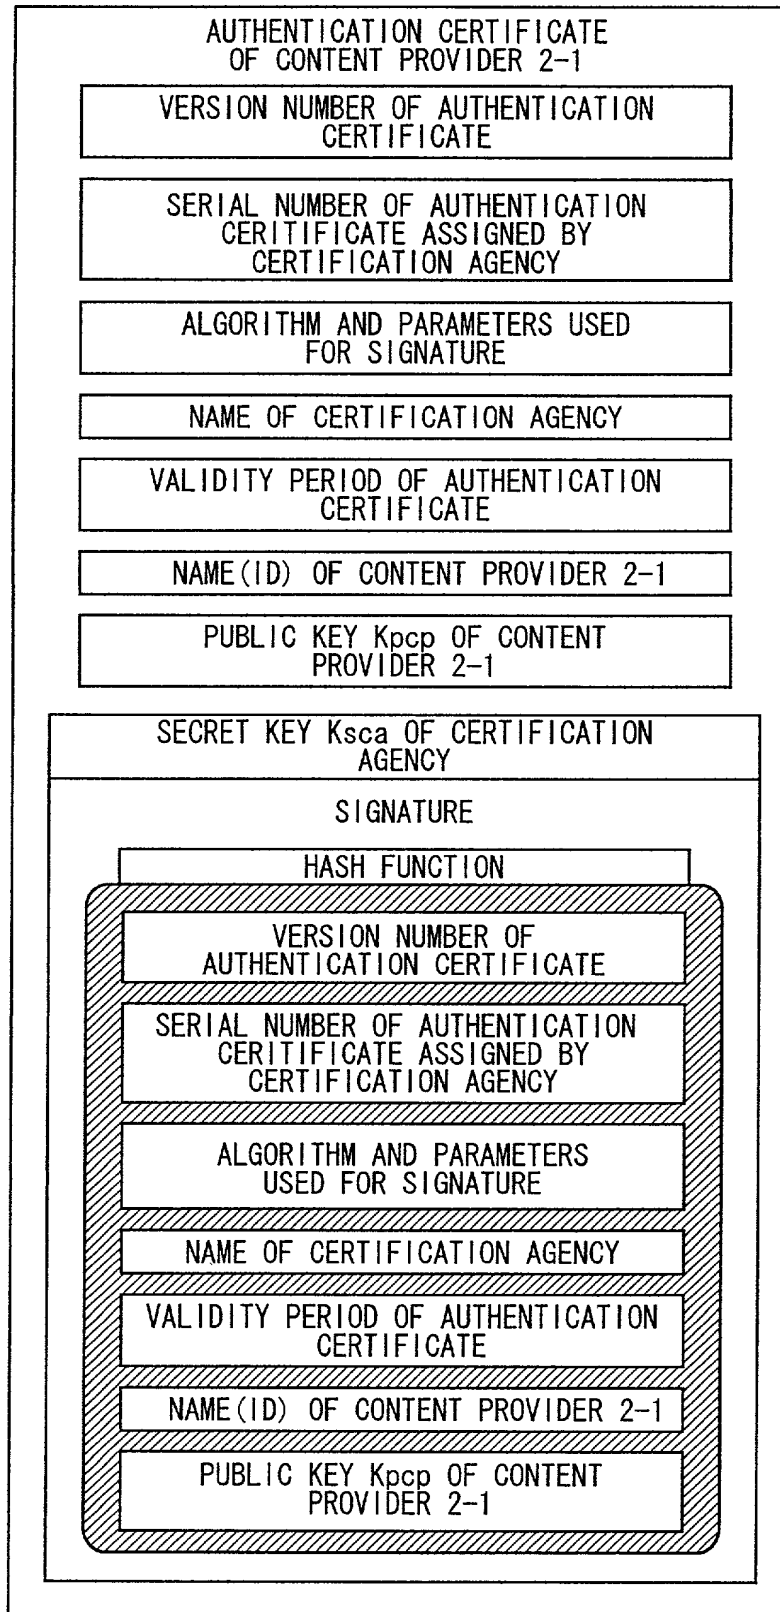 AUTHENTICATION CERTIFICATE
OF CONTENT PROVIDER 2-1
VERSION NUMBER OF AUTHENTICATION
CERTIFICATE
SERIAL NUMBER OF AUTHENTICATION
CERITIFICATE ASSIGNED BY
CERTIFICATION AGENCY
ALGORITHM AND PARAMETERS USED
FOR SIGNATURE
NAME OF CERTIFICATION AGENCY
VALIDITY PERIOD OF AUTHENTICATION
CERTIFICATE
NAME(ID) OF CONTENT PROVIDER 2-1
PUBLIC KEY Kpcp OF CONTENT
PROVIDER 2-1
SECRET KEY Ksca OF CERTIFICATION
AGENCY
SIGNATURE
HASH FUNCTION
VERSION NUMBER OF
AUTHENTICATION CERTIFICATE
SERIAL NUMBER OF AUTHENTICATION
CERITIFICATE ASSIGNED BY
CERTIFICATION AGENCY
ALGORITHM AND PARAMETERS
USED FOR SIGNATURE
NAME OF CERTIFICATION AGENCY
VALIDITY PERIOD OF AUTHENTICATION
CERTIFICATE
NAME(ID) OF CONTENT PROVIDER 2-1
PUBLIC KEY Kpcp OF CONTENT
PROVIDER 2-1